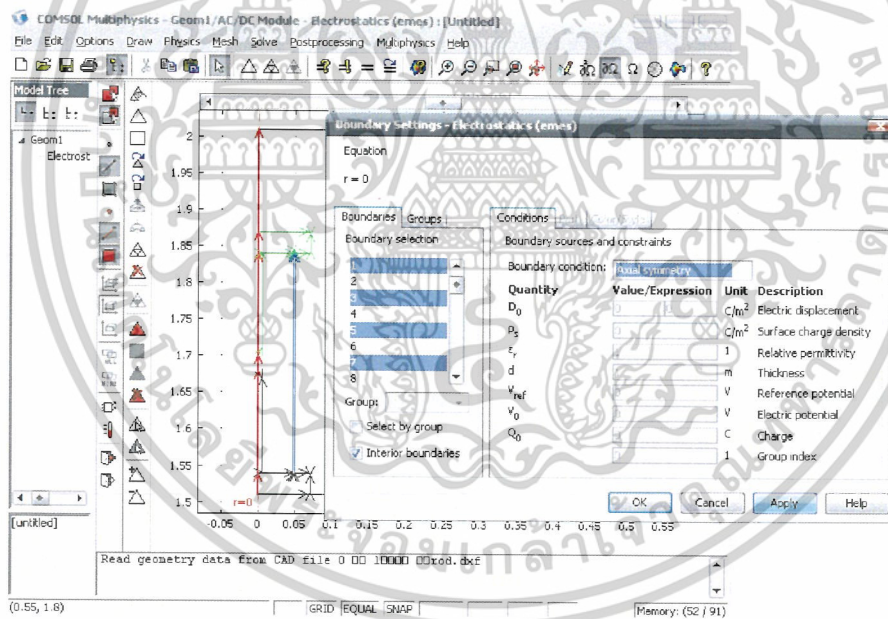 COMSOL Multiphysics - Geom1/AC/DC Module - Electrostatics (emes) : [Untitled]
File Edit Options Draw Physics Mesh Solve Postprocessing Multiphysics Help
Model Tree
Geom1
Electrost
2
1.95
1.9
1.85
1.8
1.75
1.7
1.65
1.6
1.55
1.5
r=0
-0.05 0 0.05 0.1 0.15 0.2 0.25 0.3 0.35 0.4 0.45 0.5 0.55
Boundary Settings - Electrostatics (emes)
Equation
r = 0
Boundaries Groups
Boundary selection
1
2
3
4
5
6
7
8
Group:
Select by group
Interior boundaries
Conditions
Boundary sources and constraints
Boundary condition: Axial symmetry
Quantity Value/Expression Unit Description
D0 C/m² Electric displacement
ρs C/m² Surface charge density
εr 1 Relative permittivity
d m Thickness
Vref V Reference potential
V0 V Electric potential
Q0 C Charge
1 Group index
OK Cancel Apply Help
[untitled]
Read geometry data from CAD file
rod.dxf
(0.55, 1.8) GRID EQUAL SNAP Memory: (52 / 91)